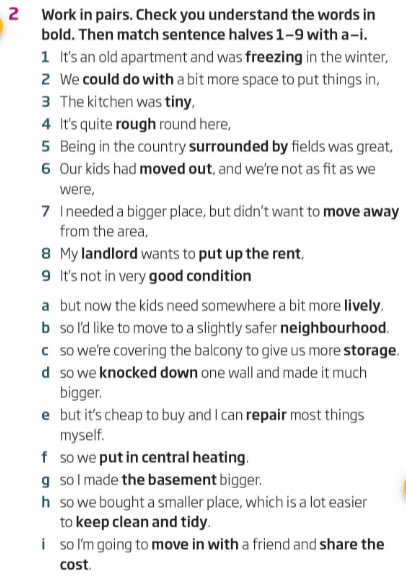 2 Work in pairs. Check you understand the words in
bold. Then match sentence halves 1–9 with a–i.
1 It's an old apartment and was freezing in the winter,
2 We could do with a bit more space to put things in,
3 The kitchen was tiny,
4 It's quite rough round here,
5 Being in the country surrounded by fields was great,
6 Our kids had moved out, and we're not as fit as we
were,
7 I needed a bigger place, but didn't want to move away
from the area,
8 My landlord wants to put up the rent,
9 It's not in very good condition
a but now the kids need somewhere a bit more lively.
b so I'd like to move to a slightly safer neighbourhood.
c so we're covering the balcony to give us more storage.
d so we knocked down one wall and made it much
bigger.
e but it's cheap to buy and I can repair most things
myself.
f so we put in central heating.
g so I made the basement bigger.
h so we bought a smaller place, which is a lot easier
to keep clean and tidy.
i so I'm going to move in with a friend and share the
cost.